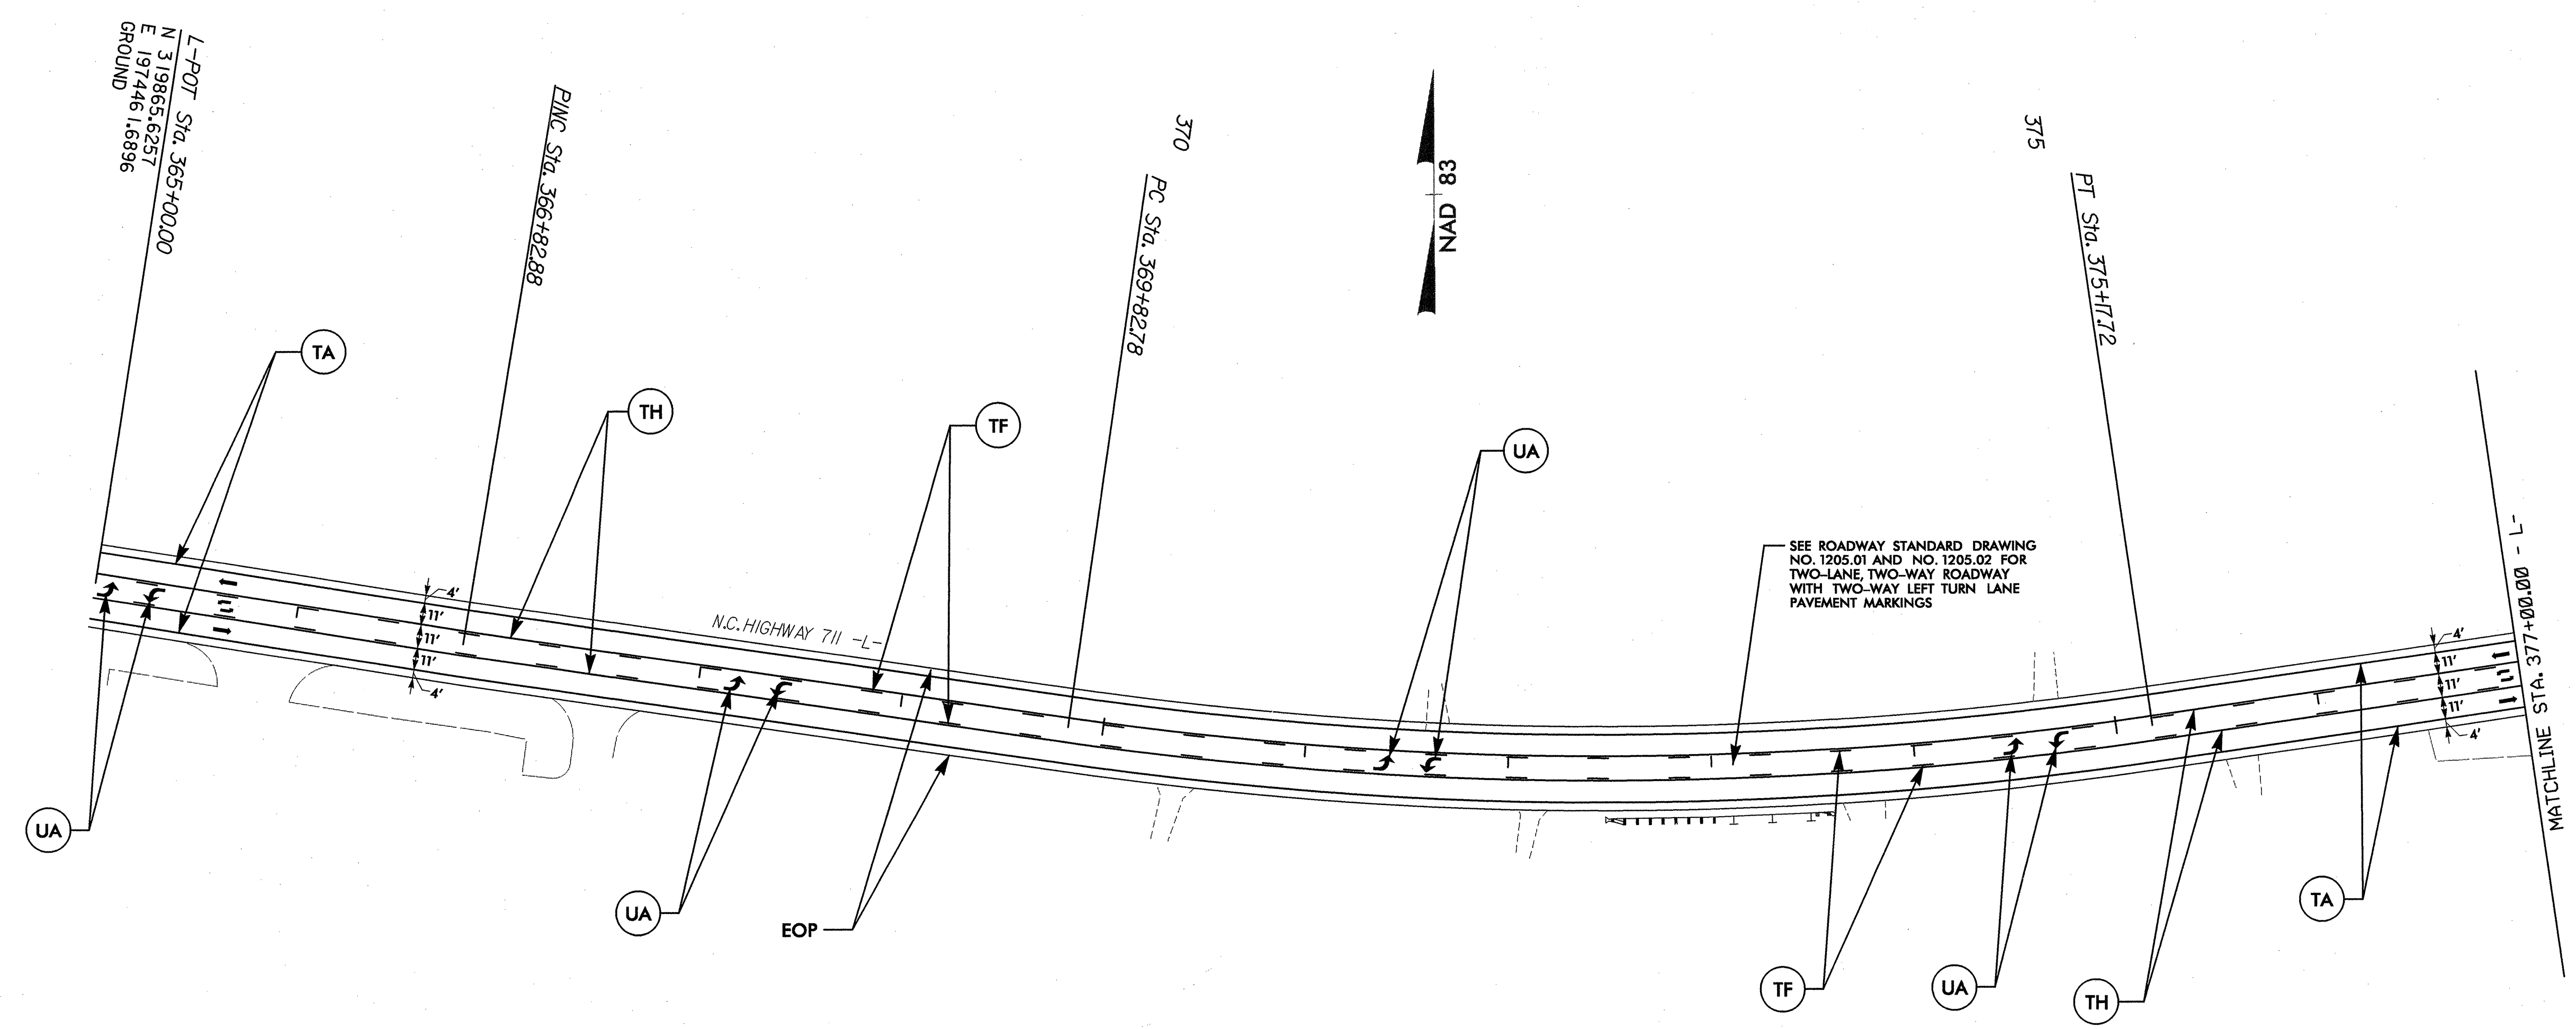 L-POT Sta. 365+00.00
N 319865.6257
E 1974461.6896
GROUND
PINC Sta. 366+82.88
370
PC Sta. 369+82.78
NAD 83
375
PT Sta. 375+17.72
TA
TH
TF
UA
SEE ROADWAY STANDARD DRAWING
NO. 1205.01 AND NO. 1205.02 FOR
TWO-LANE, TWO-WAY ROADWAY
WITH TWO-WAY LEFT TURN LANE
PAVEMENT MARKINGS
MATCHLINE STA. 377+00.00 - L-
4'
11'
11'
11'
4'
N.C. HIGHWAY 711 -L-
4'
11'
11'
11'
4'
UA
UA
EOP
TF
UA
TH
TA